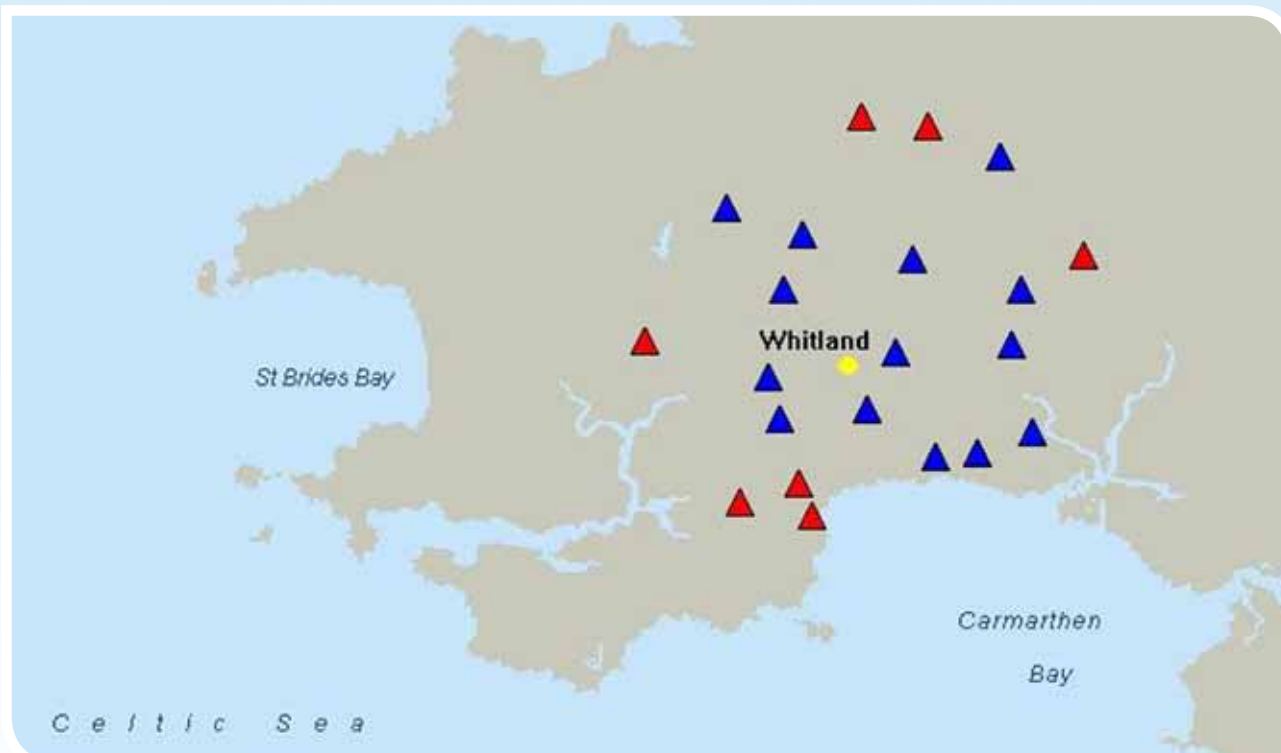 Whitland
St Brides Bay
Carmarthen
Bay
Celtic Sea